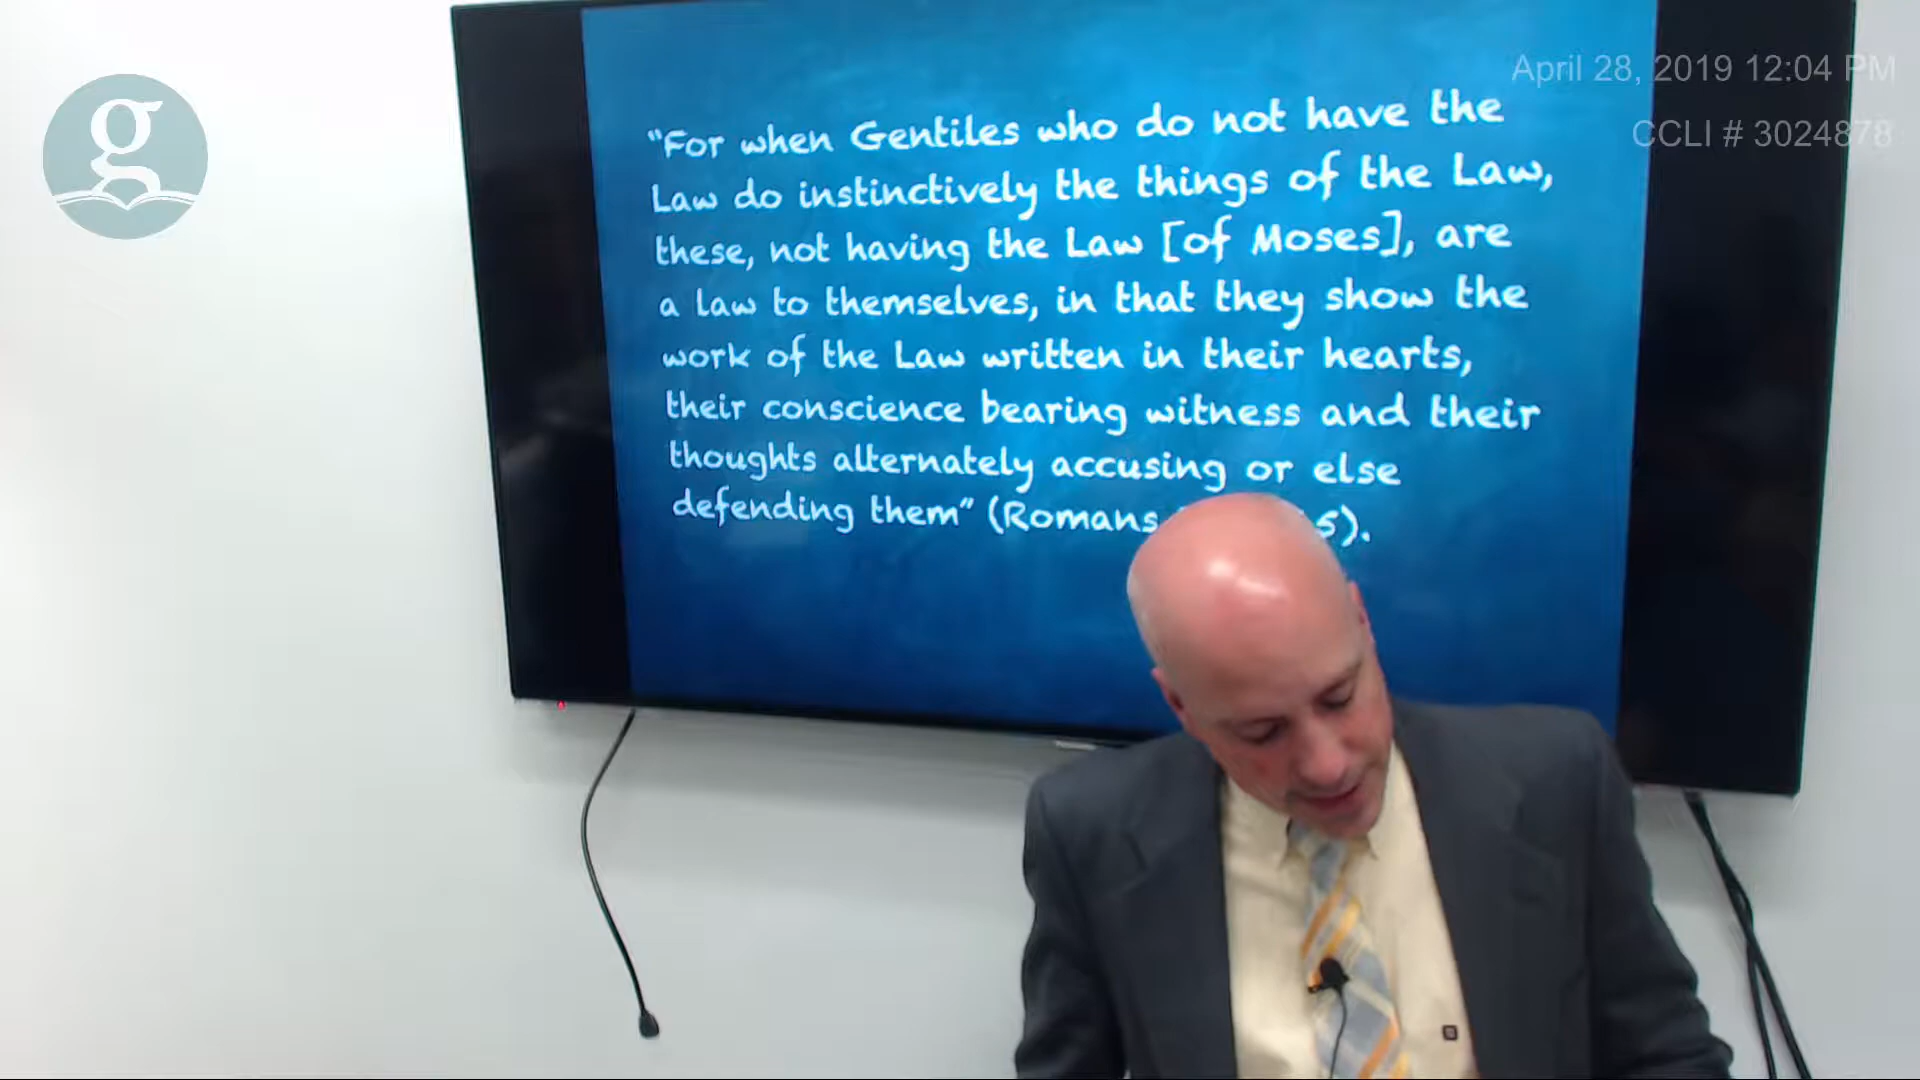 g
April 28, 2019 12:04 PM
CCLI # 3024878
"For when Gentiles who do not have the
Law do instinctively the things of the Law,
these, not having the Law [of Moses], are
a law to themselves, in that they show the
work of the Law written in their hearts,
their conscience bearing witness and their
thoughts alternately accusing or else
defending them" (Romans 5).